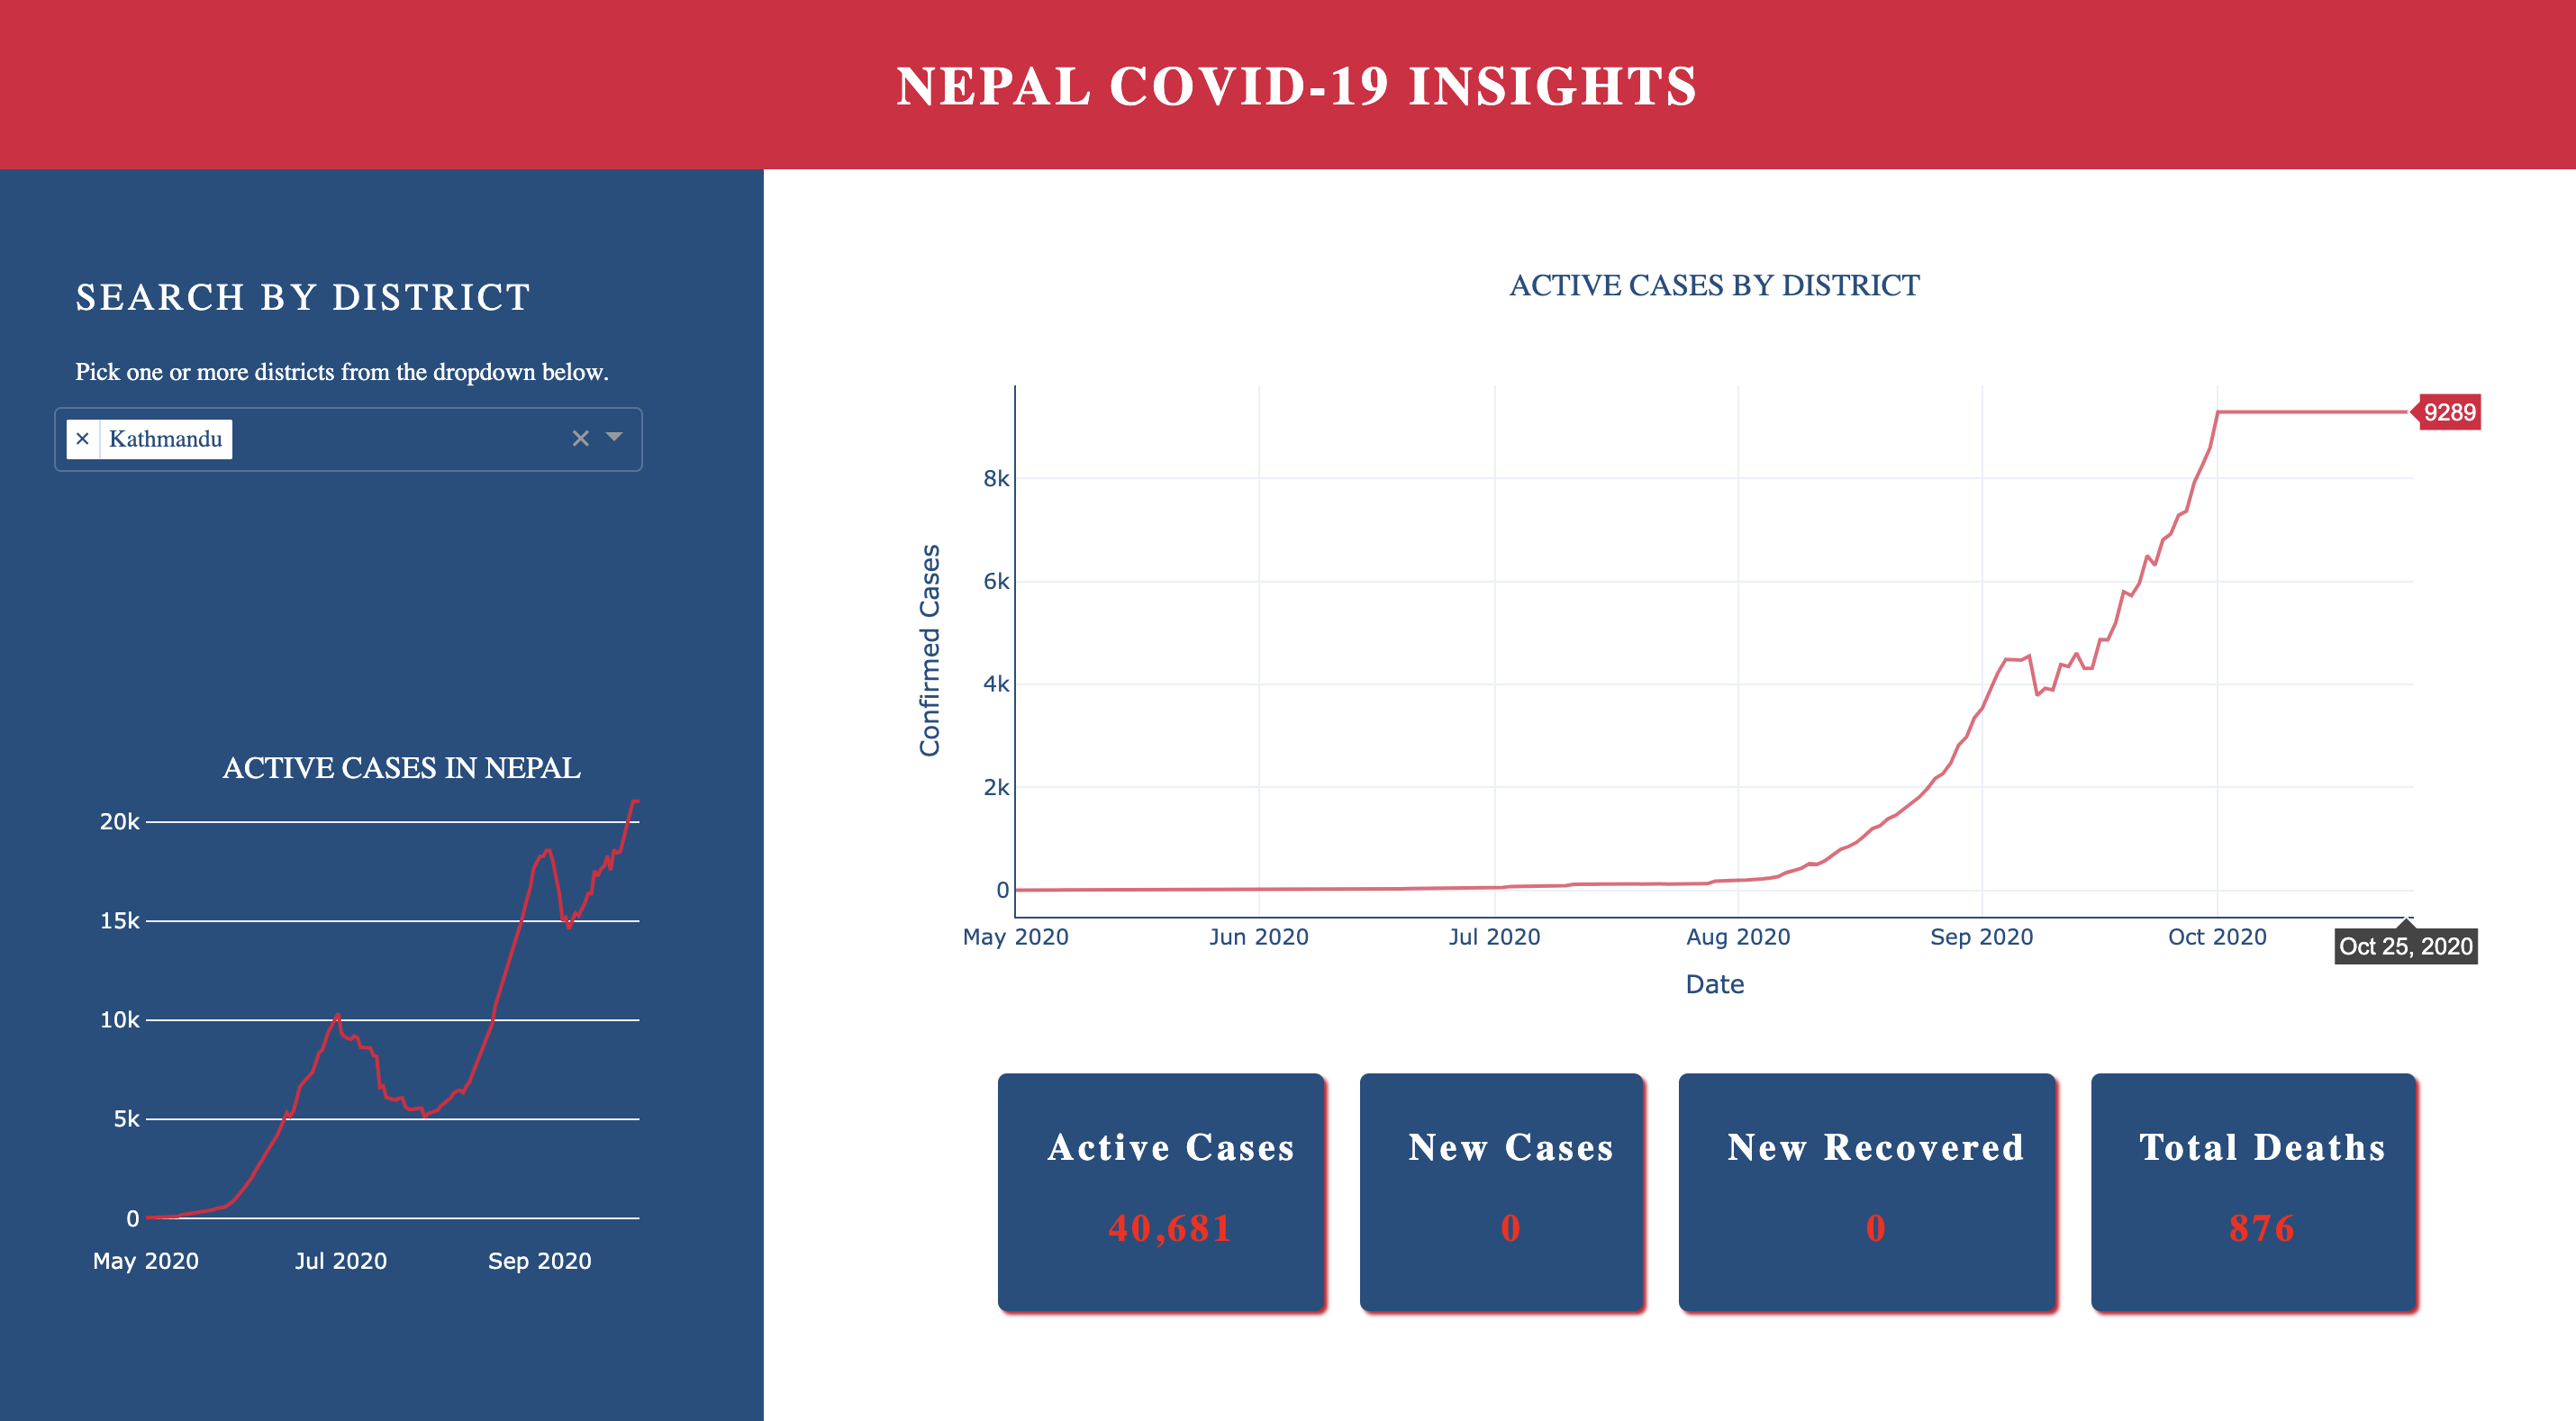 NEPAL COVID-19 INSIGHTS
SEARCH BY DISTRICT
Pick one or more districts from the dropdown below.
× Kathmandu ×
ACTIVE CASES IN NEPAL
20k
15k
10k
5k
0
May 2020 Jul 2020 Sep 2020
ACTIVE CASES BY DISTRICT
9289
8k
6k
4k
2k
0
Confirmed Cases
May 2020 Jun 2020 Jul 2020 Aug 2020 Sep 2020 Oct 2020
Oct 25, 2020
Date
Active Cases
40,681
New Cases
0
New Recovered
0
Total Deaths
876